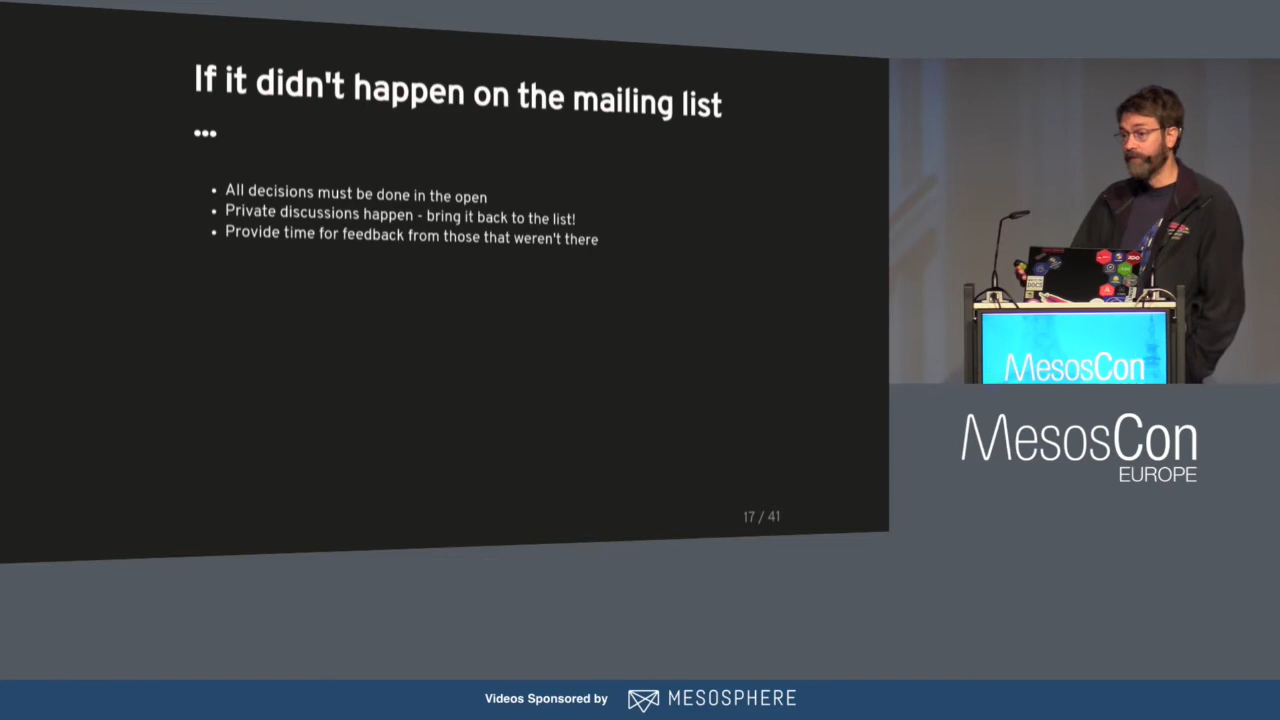 If it didn't happen on the mailing list
...
• All decisions must be done in the open
• Private discussions happen - bring it back to the list!
• Provide time for feedback from those that weren't there
17 / 41
MesosCon
MesosCon
EUROPE
Videos Sponsored by MESOSPHERE